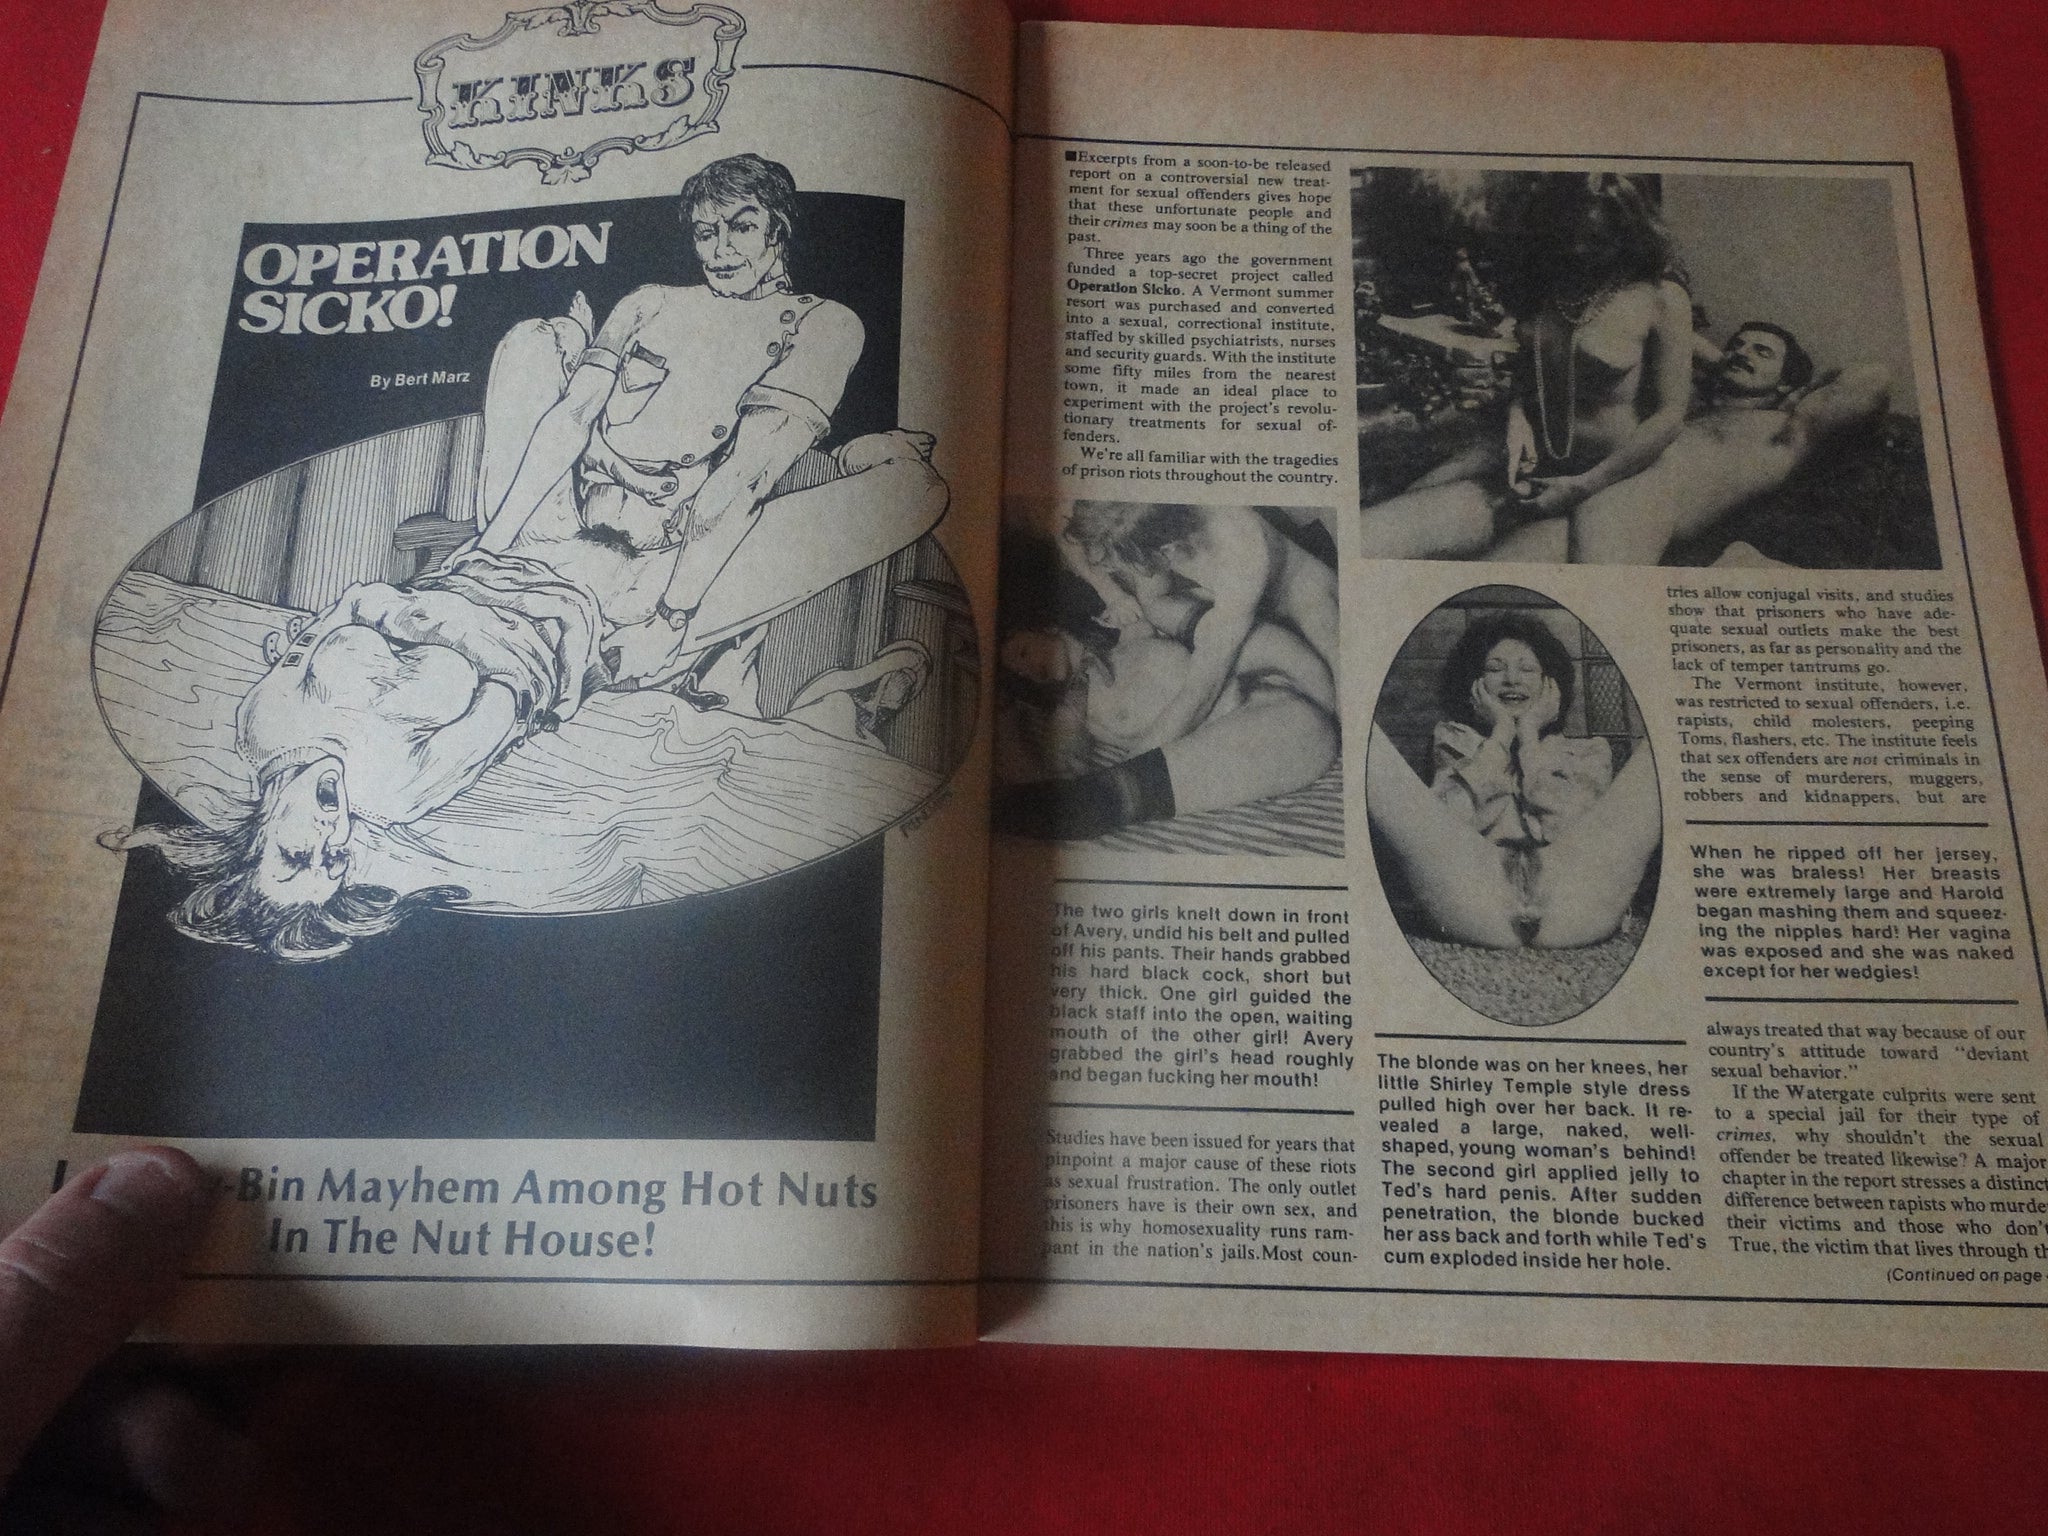 KINKS
OPERATION
SICKO!
By Bert Marz
-Bin Mayhem Among Hot Nuts
In The Nut House!
■Excerpts from a soon-to-be released
report on a controversial new treat-
ment for sexual offenders gives hope
that these unfortunate people and
their crimes may soon be a thing of the
past.
Three years ago the government
funded a top-secret project called
Operation Sicko. A Vermont summer
resort was purchased and converted
into a sexual, correctional institute,
staffed by skilled psychiatrists, nurses
and security guards. With the institute
some fifty miles from the nearest
town, it made an ideal place to
experiment with the project's revolu-
tionary treatments for sexual of-
fenders.
We're all familiar with the tragedies
of prison riots throughout the country.
The two girls knelt down in front
of Avery, undid his belt and pulled
off his pants. Their hands grabbed
his hard black cock, short but
very thick. One girl guided the
black staff into the open, waiting
mouth of the other girl! Avery
grabbed the girl's head roughly
and began fucking her mouth!
Studies have been issued for years that
pinpoint a major cause of these riots
as sexual frustration. The only outlet
prisoners have is their own sex, and
this is why homosexuality runs ram-
pant in the nation's jails. Most coun-
The blonde was on her knees, her
little Shirley Temple style dress
pulled high over her back. It re-
vealed a large, naked, well-
shaped, young woman's behind!
The second girl applied jelly to
Ted's hard penis. After sudden
penetration, the blonde bucked
her ass back and forth while Ted's
cum exploded inside her hole.
tries allow conjugal visits, and studies
show that prisoners who have ade-
quate sexual outlets make the best
prisoners, as far as personality and the
lack of temper tantrums go.
The Vermont institute, however,
was restricted to sexual offenders, i.e.
rapists, child molesters, peeping
Toms, flashers, etc. The institute feels
that sex offenders are not criminals in
the sense of murderers, muggers,
robbers and kidnappers, but are
When he ripped off her jersey,
she was braless! Her breasts
were extremely large and Harold
began mashing them and squeez-
ing the nipples hard! Her vagina
was exposed and she was naked
except for her wedgies!
always treated that way because of our
country's attitude toward "deviant
sexual behavior."
If the Watergate culprits were sent
to a special jail for their type of
crimes, why shouldn't the sexual
offender be treated likewise? A major
chapter in the report stresses a distinct
difference between rapists who murde
their victims and those who don't
True, the victim that lives through th
(Continued on page